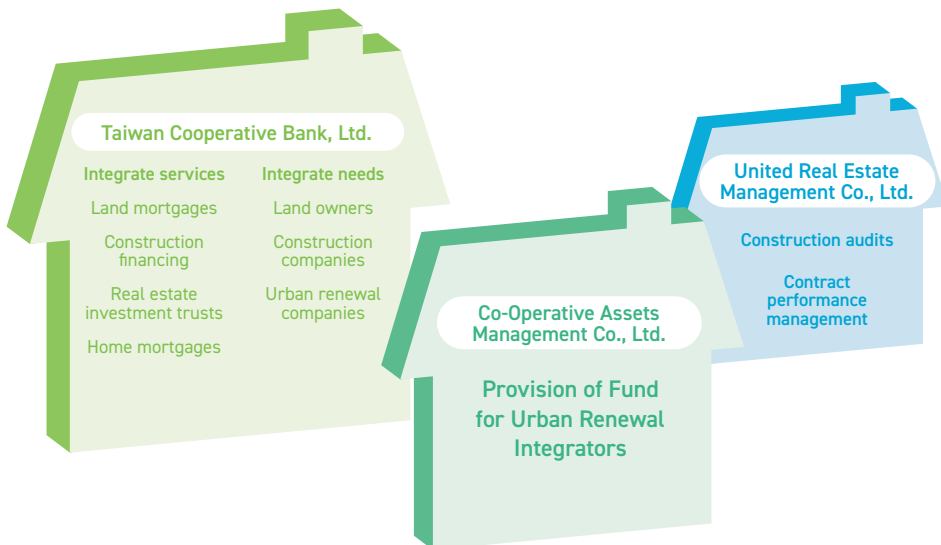 Taiwan Cooperative Bank, Ltd.
Integrate services
Land mortgages
Construction
financing
Real estate
investment trusts
Home mortgages
Integrate needs
Land owners
Construction
companies
Urban renewal
companies
Co-Operative Assets
Management Co., Ltd.
Provision of Fund
for Urban Renewal
Integrators
United Real Estate
Management Co., Ltd.
Construction audits
Contract
performance
management